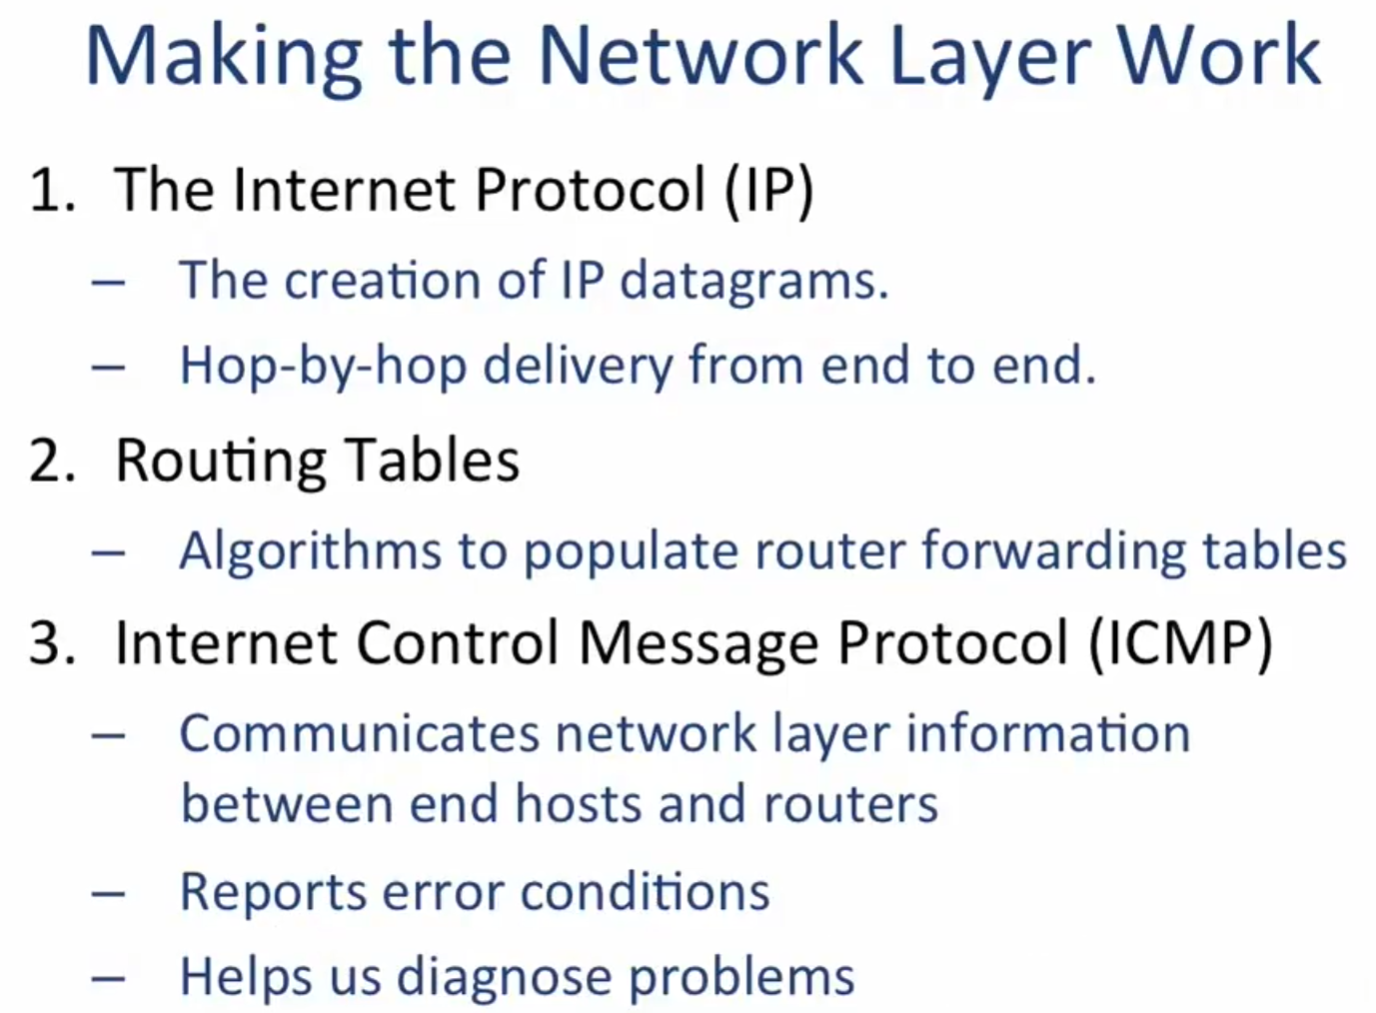 Making the Network Layer Work
1. The Internet Protocol (IP)
– The creation of IP datagrams.
– Hop-by-hop delivery from end to end.
2. Routing Tables
– Algorithms to populate router forwarding tables
3. Internet Control Message Protocol (ICMP)
– Communicates network layer information
between end hosts and routers
– Reports error conditions
– Helps us diagnose problems